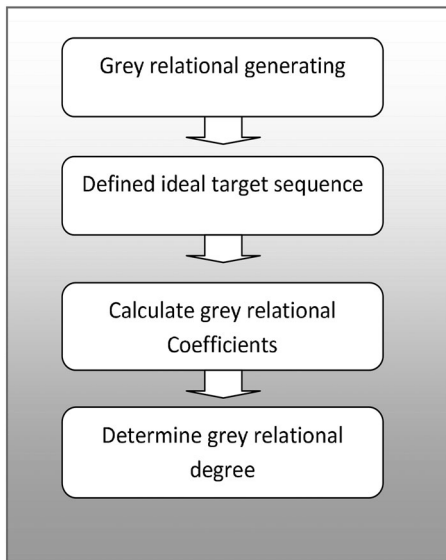 Grey relational generating
Defined ideal target sequence
Calculate grey relational
Coefficients
Determine grey relational
degree